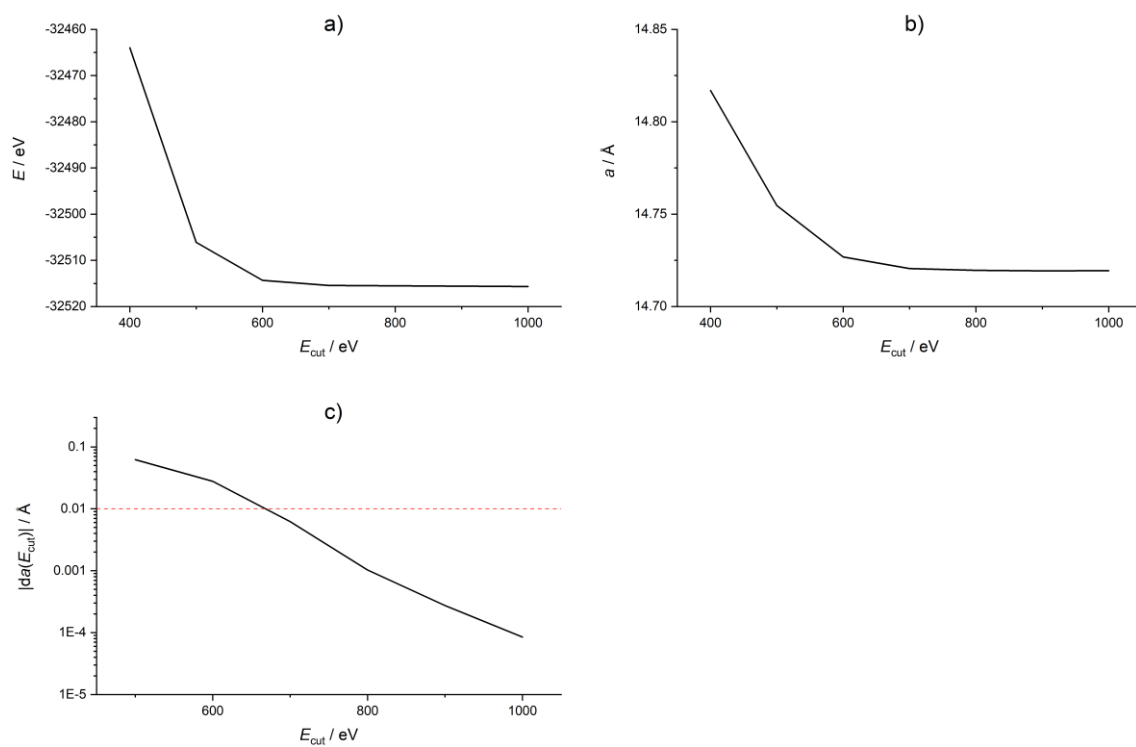 a)
-32460
-32470
-32480
-32490
-32500
-32510
-32520
E / eV
400
600
800
1000
E_cut / eV
b)
14.85
14.80
14.75
14.70
a / Å
400
600
800
1000
E_cut / eV
c)
0.1
0.01
0.001
1E-4
1E-5
|da(E_cut)| / Å
600
800
1000
E_cut / eV